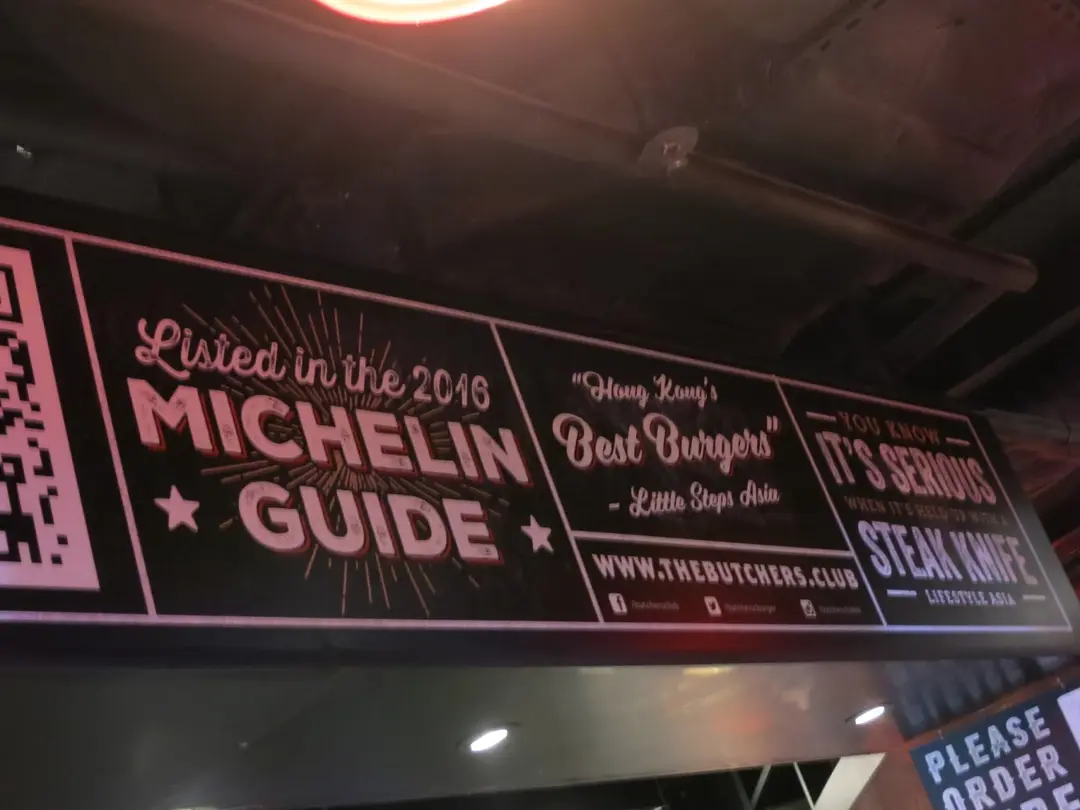 Listed in the 2016
MICHELIN
GUIDE
"Hong Kong's
Best Burgers"
- Little Steps Asia
WWW.THEBUTCHERS.CLUB
YOU KNOW
IT'S SERIOUS
WHEN IT'S HELD UP WITH A
STEAK KNIFE
LIFESTYLE ASIA
PLEASE
ORDER